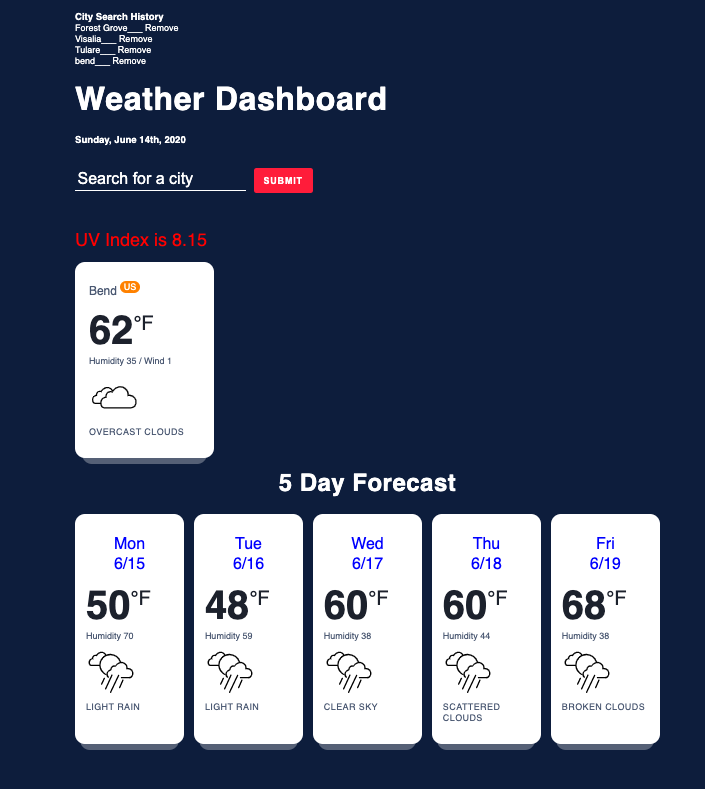 City Search History
Forest Grove___ Remove
Visalia___ Remove
Tulare___ Remove
bend___ Remove
Weather Dashboard
Sunday, June 14th, 2020
Search for a city
SUBMIT
UV Index is 8.15
Bend US
62°F
Humidity 35 / Wind 1
OVERCAST CLOUDS
5 Day Forecast
Mon
6/15
50°F
Humidity 70
LIGHT RAIN
Tue
6/16
48°F
Humidity 59
LIGHT RAIN
Wed
6/17
60°F
Humidity 38
CLEAR SKY
Thu
6/18
60°F
Humidity 44
SCATTERED
CLOUDS
Fri
6/19
68°F
Humidity 38
BROKEN CLOUDS